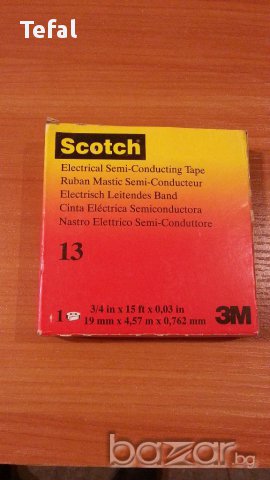 Tefal
Scotch
Electrical Semi-Conducting Tape
Ruban Mastic Semi-Conducteur
Electrisch Leitendes Band
Cinta Eléctrica Semiconductora
Nastro Elettrico Semi-Conduttore
13
1
3/4 in x 15 ft x 0,03 in
19 mm x 4,57 m x 0,762 mm
3M
bazar.bg